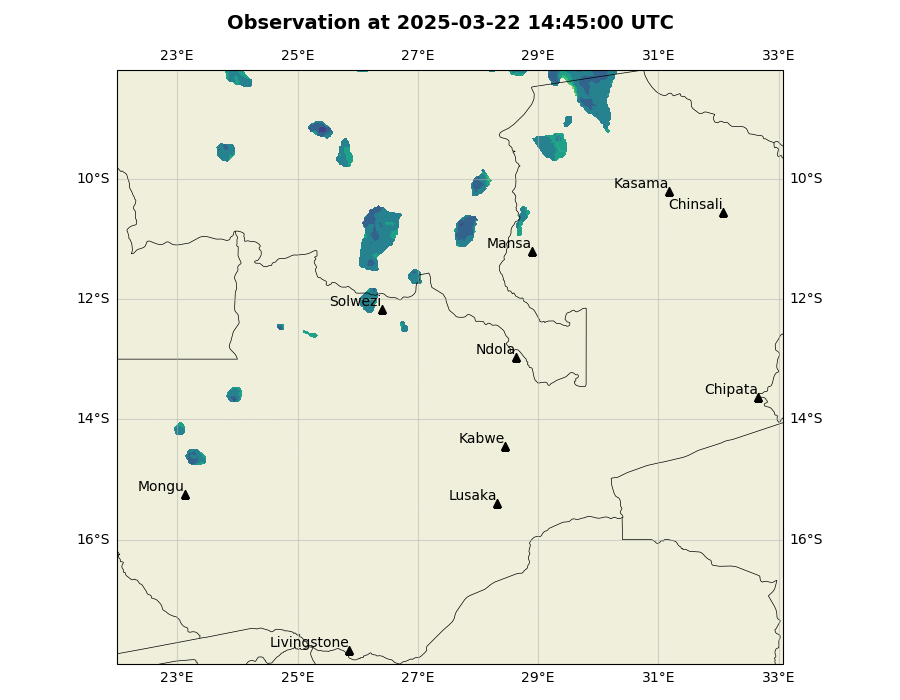 Observation at 2025-03-22 14:45:00 UTC
23°E 25°E 27°E 29°E 31°E 33°E
10°S 10°S
Kasama
Chinsali
Mansa
12°S 12°S
Solwezi
Ndola
Chipata
14°S 14°S
Kabwe
Mongu
Lusaka
16°S 16°S
Livingstone
23°E 25°E 27°E 29°E 31°E 33°E